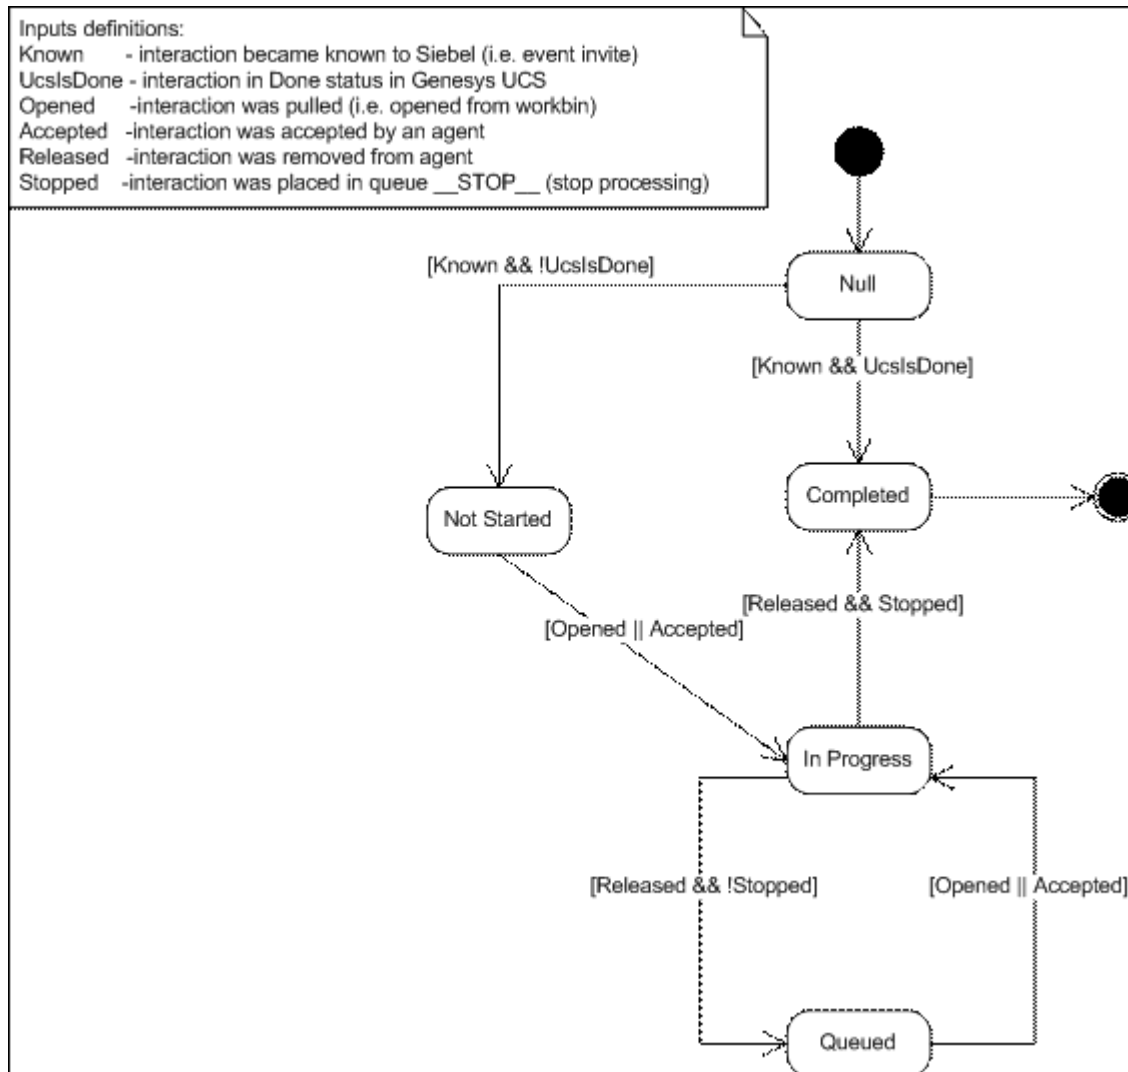 Inputs definitions:
Known - interaction became known to Siebel (i.e. event invite)
UcsIsDone - interaction in Done status in Genesys UCS
Opened -interaction was pulled (i.e. opened from workbin)
Accepted -interaction was accepted by an agent
Released -interaction was removed from agent
Stopped -interaction was placed in queue __STOP__ (stop processing)
[Known && !UcsIsDone]
Null
[Known && UcsIsDone]
Completed
Not Started
[Released && Stopped]
[Opened || Accepted]
In Progress
[Released && !Stopped]
[Opened || Accepted]
Queued